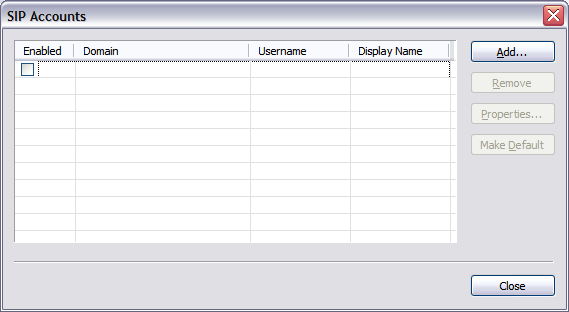 SIP Accounts
Enabled Domain Username Display Name
Add...
Remove
Properties...
Make Default
Close